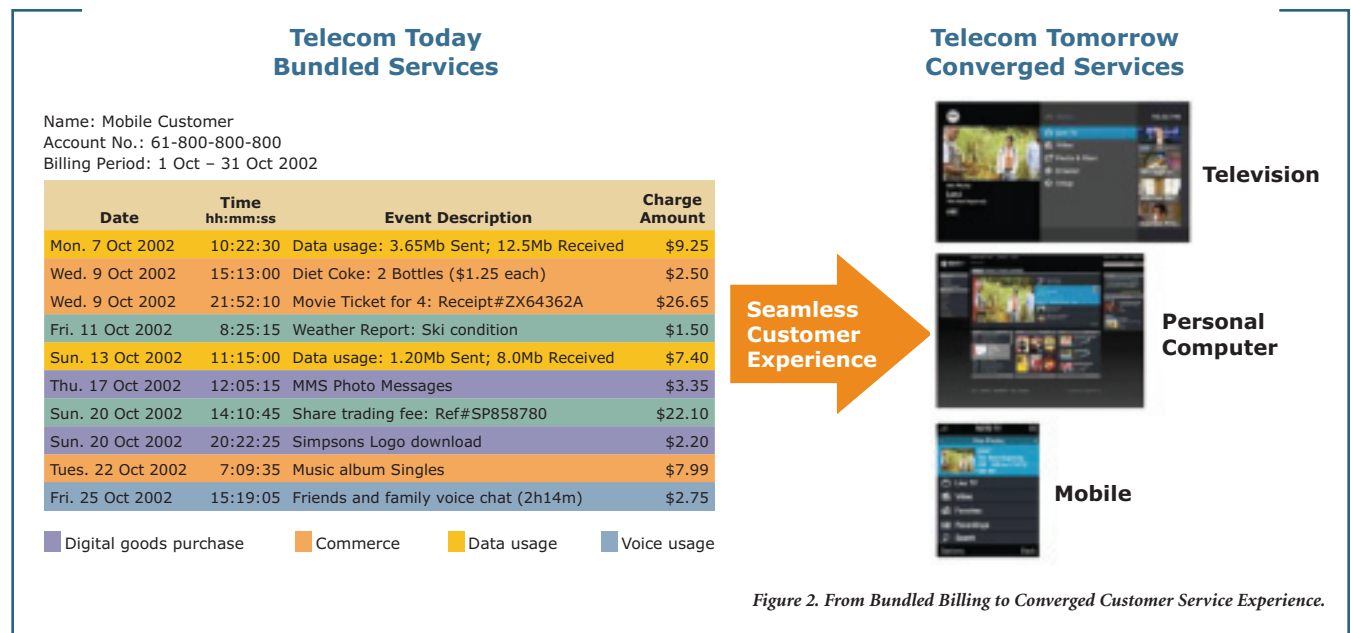 Telecom Today
Bundled Services
Name: Mobile Customer
Account No.: 61-800-800-800
Billing Period: 1 Oct – 31 Oct 2002
Date Time hh:mm:ss Event Description Charge Amount
Mon. 7 Oct 2002 10:22:30 Data usage: 3.65Mb Sent; 12.5Mb Received $9.25
Wed. 9 Oct 2002 15:13:00 Diet Coke: 2 Bottles ($1.25 each) $2.50
Wed. 9 Oct 2002 21:52:10 Movie Ticket for 4: Receipt#ZX64362A $26.65
Fri. 11 Oct 2002 8:25:15 Weather Report: Ski condition $1.50
Sun. 13 Oct 2002 11:15:00 Data usage: 1.20Mb Sent; 8.0Mb Received $7.40
Thu. 17 Oct 2002 12:05:15 MMS Photo Messages $3.35
Sun. 20 Oct 2002 14:10:45 Share trading fee: Ref#SP858780 $22.10
Sun. 20 Oct 2002 20:22:25 Simpsons Logo download $2.20
Tues. 22 Oct 2002 7:09:35 Music album Singles $7.99
Fri. 25 Oct 2002 15:19:05 Friends and family voice chat (2h14m) $2.75
Digital goods purchase Commerce Data usage Voice usage
Seamless
Customer
Experience
Telecom Tomorrow
Converged Services
Television
Personal
Computer
Live TV
Video
Favorites
Recordings
Mobile
Figure 2. From Bundled Billing to Converged Customer Service Experience.